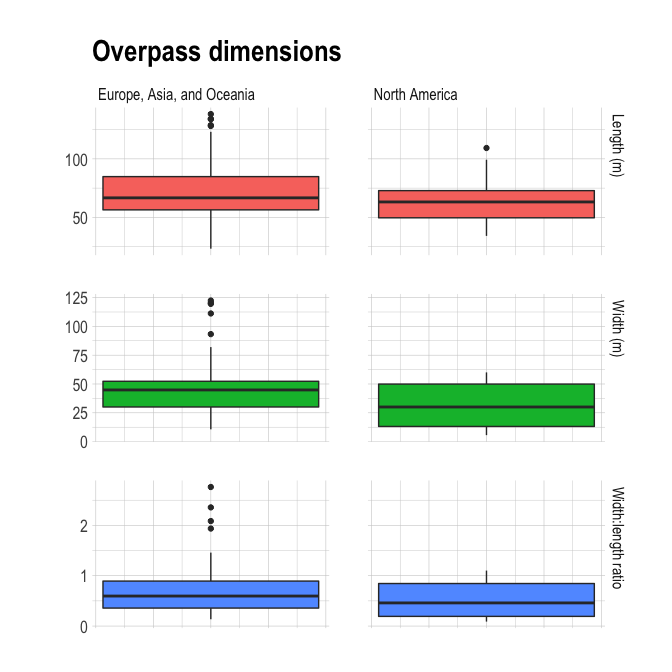 Overpass dimensions
Europe, Asia, and Oceania
North America
100
50
Length (m)
125
100
75
50
25
0
Width (m)
2
1
0
Width:length ratio